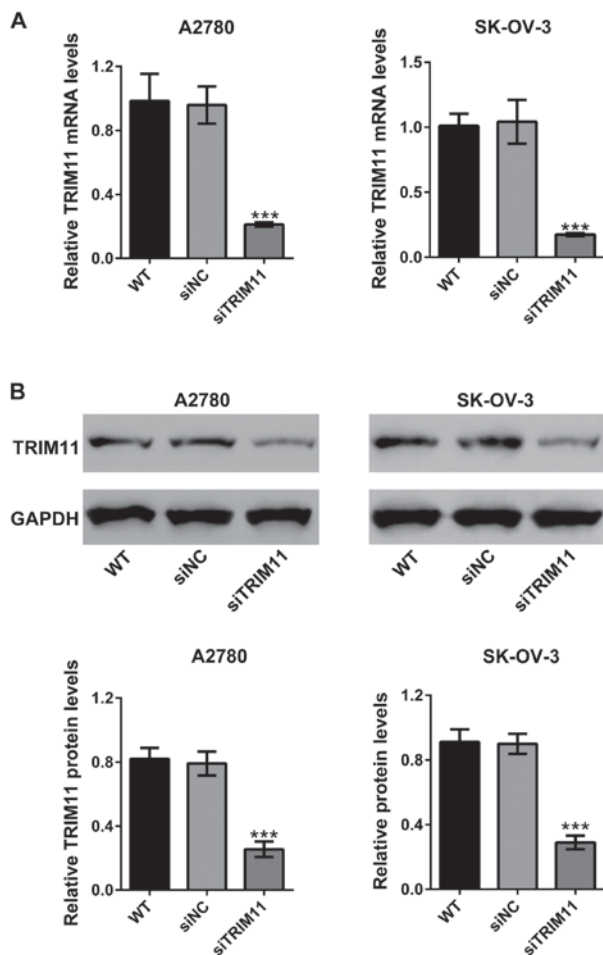 A
A2780
SK-OV-3
Relative TRIM11 mRNA levels
1.2
0.8
0.4
0.0
***
WT
siNC
siTRIM11
Relative TRIM11 mRNA levels
1.5
1.0
0.5
0.0
***
WT
siNC
siTRIM11
B
A2780
SK-OV-3
TRIM11
GAPDH
WT
siNC
siTRIM11
WT
siNC
siTRIM11
A2780
SK-OV-3
Relative TRIM11 protein levels
1.2
0.8
0.4
0.0
***
WT
siNC
siTRIM11
Relative protein levels
1.2
0.9
0.6
0.3
0.0
***
WT
siNC
siTRIM11